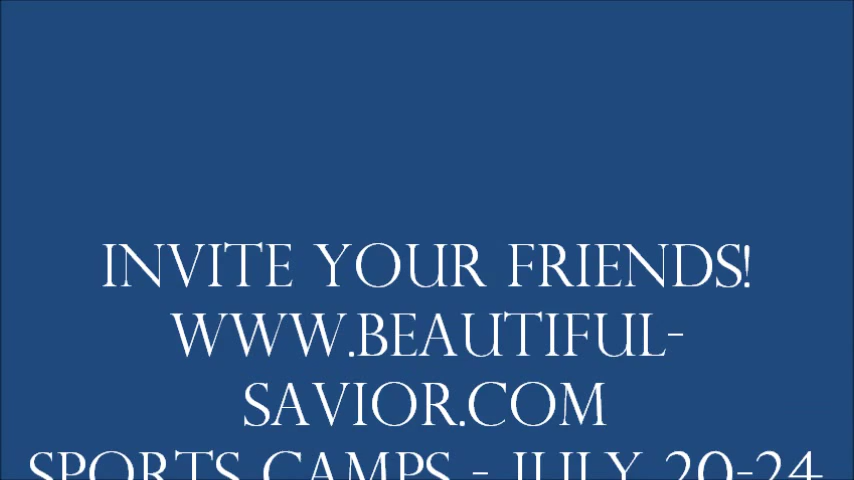 INVITE YOUR FRIENDS!
WWW.BEAUTIFUL-
SAVIOR.COM
SPORTS CAMPS - JULY 20-24